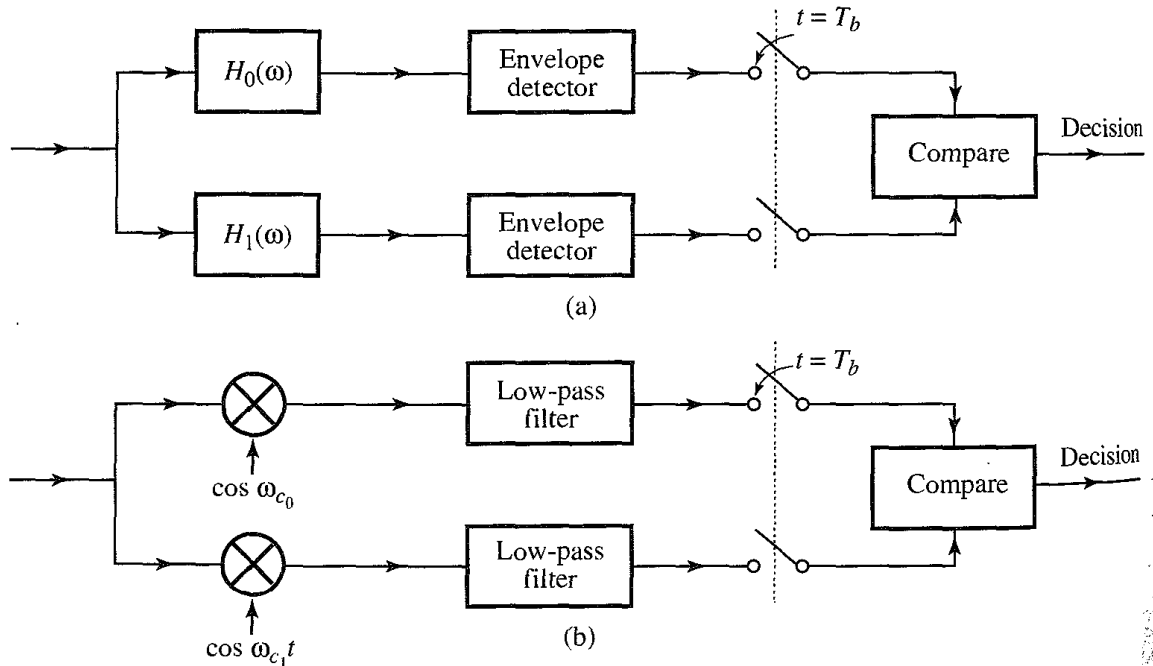 t = T_b
H_0(ω)
Envelope
detector
Compare
Decision
H_1(ω)
Envelope
detector
(a)
t = T_b
Low-pass
filter
cos ω_{c_0}
Compare
Decision
Low-pass
filter
cos ω_{c_1} t
(b)